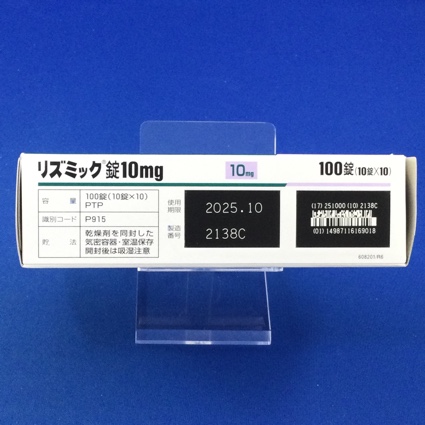 リズミック®錠10mg
10mg
100錠(10錠×10)
容 量 100錠(10錠×10) PTP
識別コード P915
貯 法 乾燥剤を同封した
気密容器・室温保存
開封後は吸湿注意
使用期限 2025.10
製造番号 2138C
(17)251000(10)2138C
(01)14987116169018